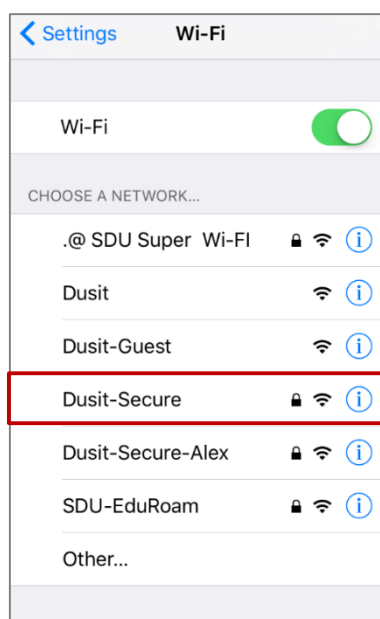 Settings Wi-Fi
Wi-Fi
CHOOSE A NETWORK...
.@ SDU Super Wi-FI
Dusit
Dusit-Guest
Dusit-Secure
Dusit-Secure-Alex
SDU-EduRoam
Other...